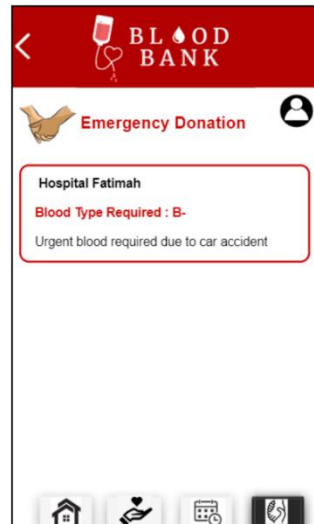 BLOOD
BANK
Emergency Donation
Hospital Fatimah
Blood Type Required : B-
Urgent blood required due to car accident